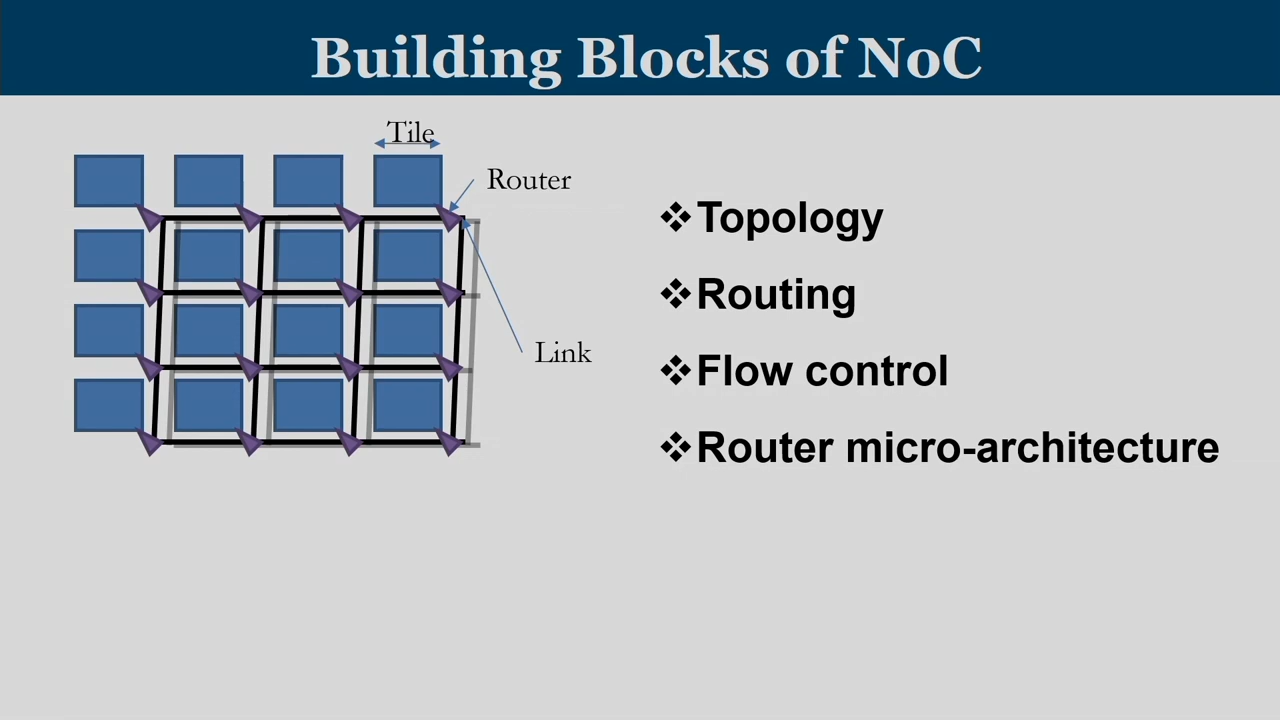 Building Blocks of NoC
Tile
Router
Link
❖Topology
❖Routing
❖Flow control
❖Router micro-architecture